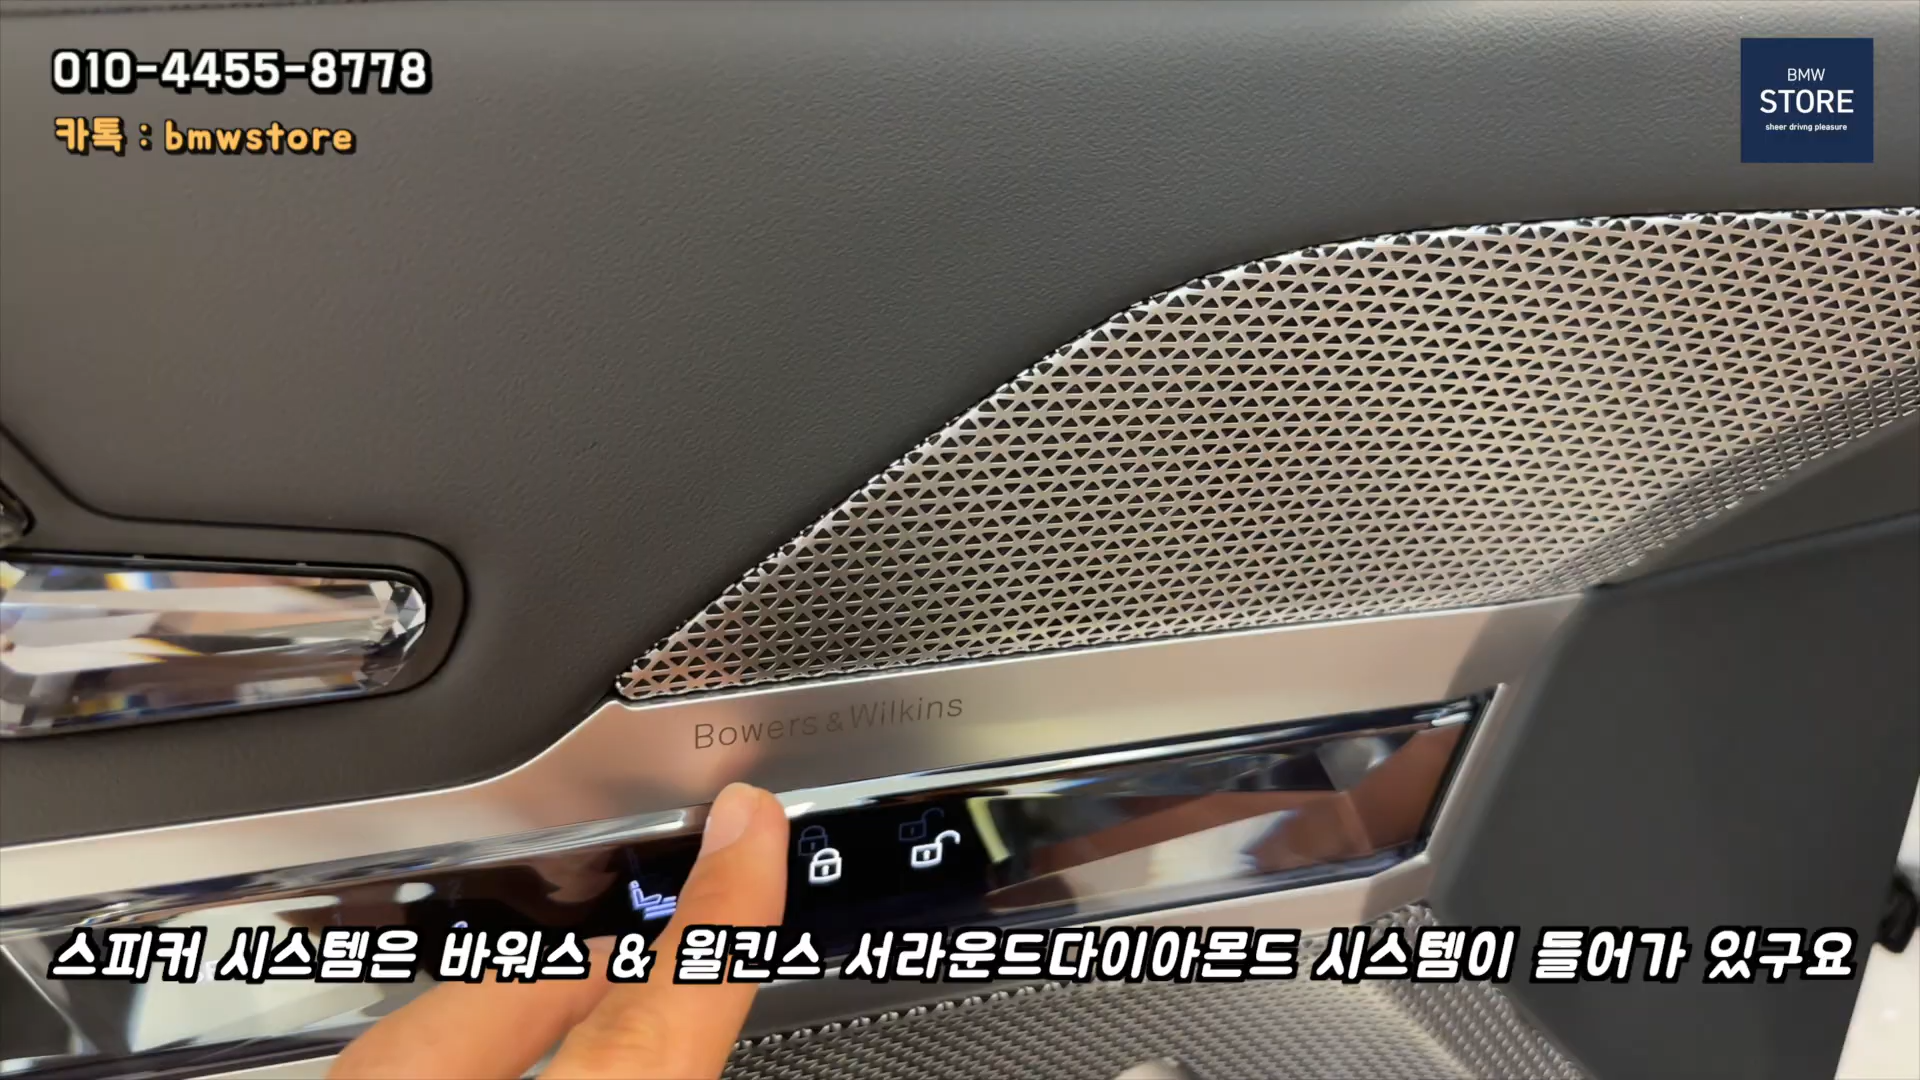 010-4455-8778
카톡 : bmwstore
BMW
STORE
sheer drivng pleasure
Bowers & Wilkins
스피커 시스템은 바워스 & 윌킨스 서라운드다이아몬드 시스템이 들어가 있구요